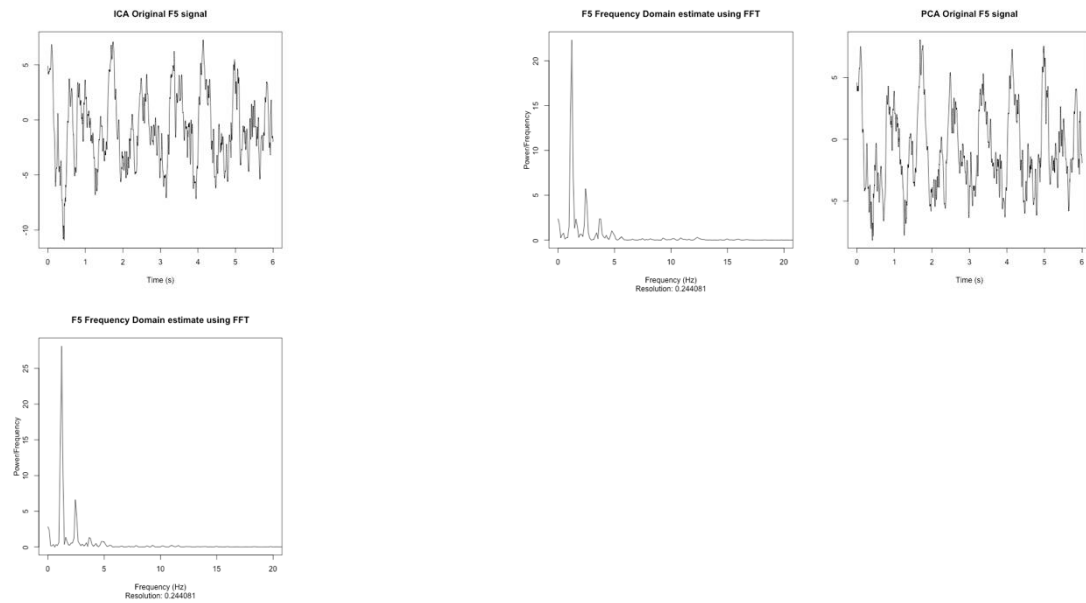 ICA Original F5 signal
5
0
-5
-10
0 1 2 3 4 5 6
Time (s)
F5 Frequency Domain estimate using FFT
Power/Frequency
20
15
10
5
0
0 5 10 15 20
Frequency (Hz)
Resolution: 0.244081
PCA Original F5 signal
5
0
-5
0 1 2 3 4 5 6
Time (s)
F5 Frequency Domain estimate using FFT
Power/Frequency
25
20
15
10
5
0
0 5 10 15 20
Frequency (Hz)
Resolution: 0.244081